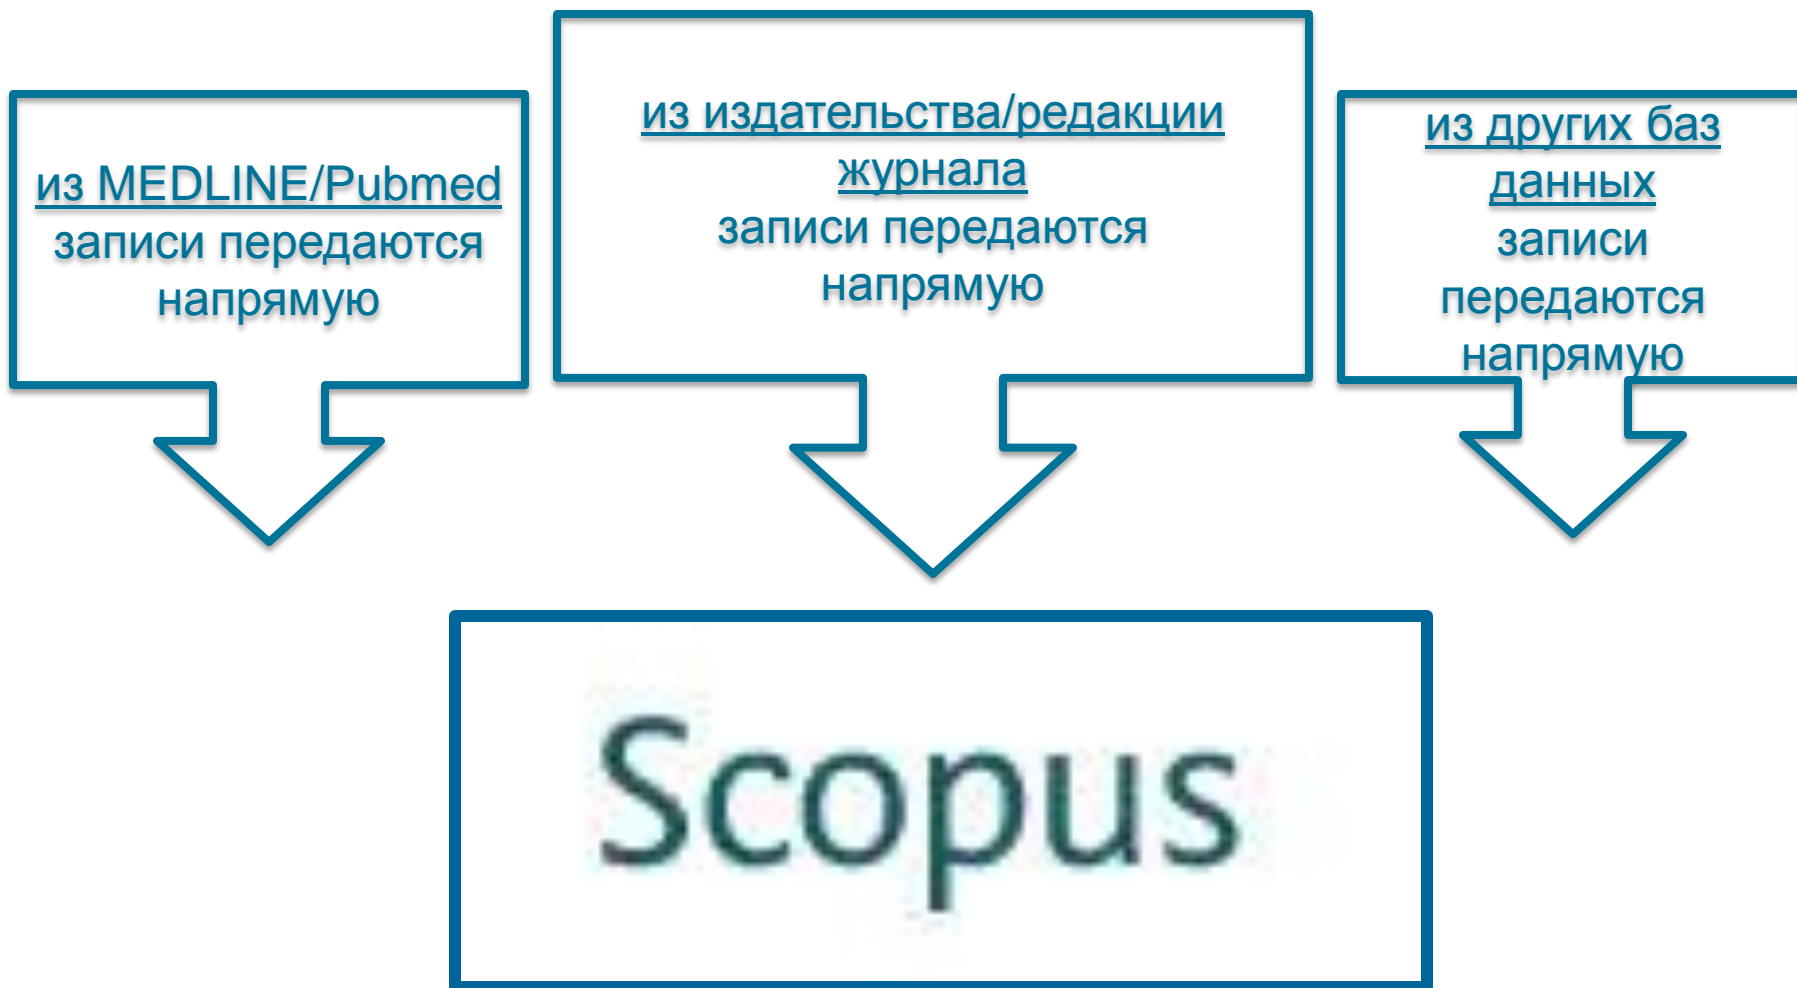 из MEDLINE/Pubmed
записи передаются
напрямую
из издательства/редакции
журнала
записи передаются
напрямую
из других баз
данных
записи
передаются
напрямую
Scopus